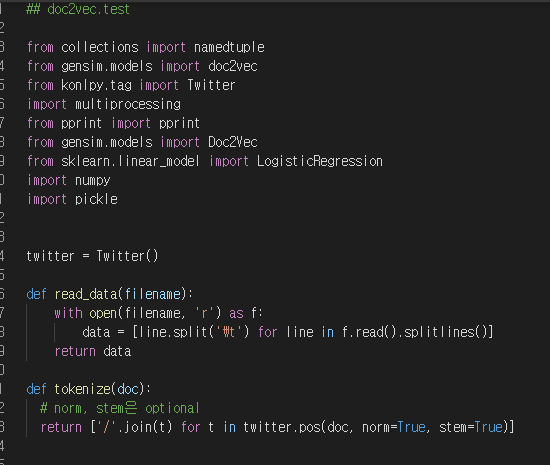 ## doc2vec.test
from collections import namedtuple
from gensim.models import doc2vec
from konlpy.tag import Twitter
import multiprocessing
from pprint import pprint
from gensim.models import Doc2Vec
from sklearn.linear_model import LogisticRegression
import numpy
import pickle
twitter = Twitter()
def read_data(filename):
with open(filename, 'r') as f:
data = [line.split('₩t') for line in f.read().splitlines()]
return data
def tokenize(doc):
# norm, stem은 optional
return ['/'.join(t) for t in twitter.pos(doc, norm=True, stem=True)]